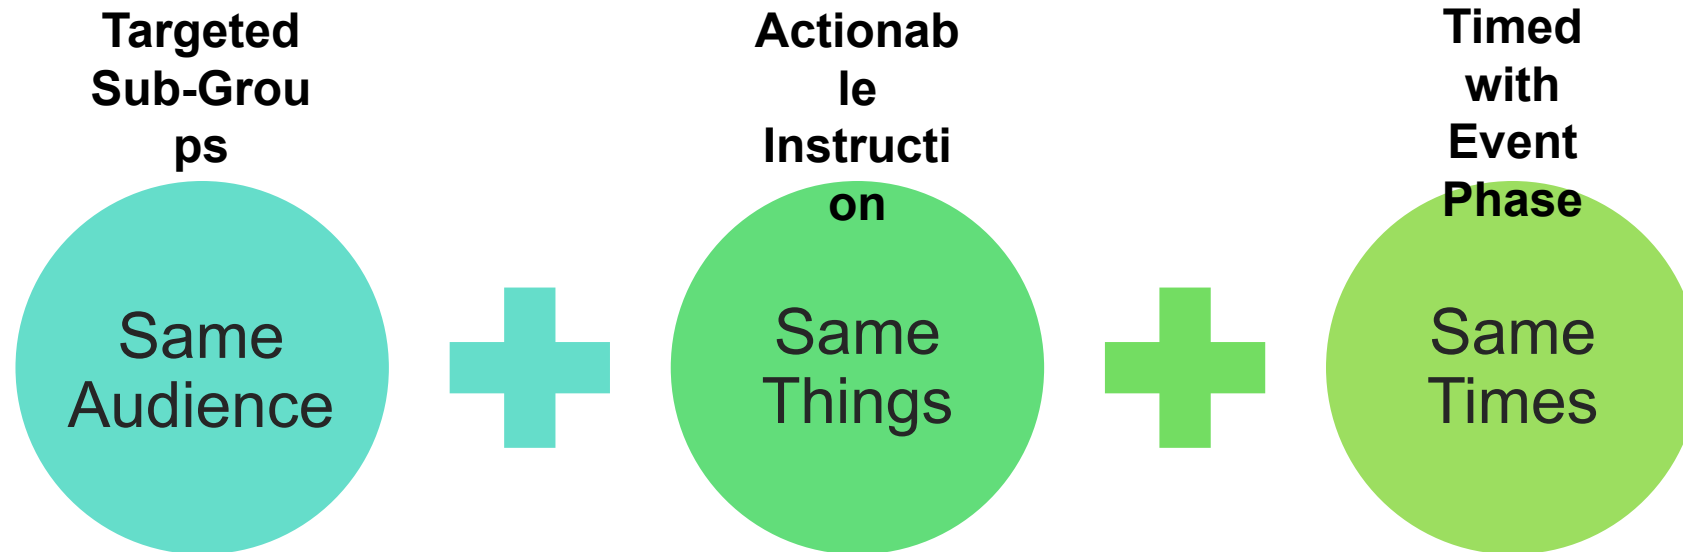 Targeted
Sub-Grou
ps
Same
Audience
Actionab
le
Instructi
on
Same
Things
Timed
with
Event
Phase
Same
Times